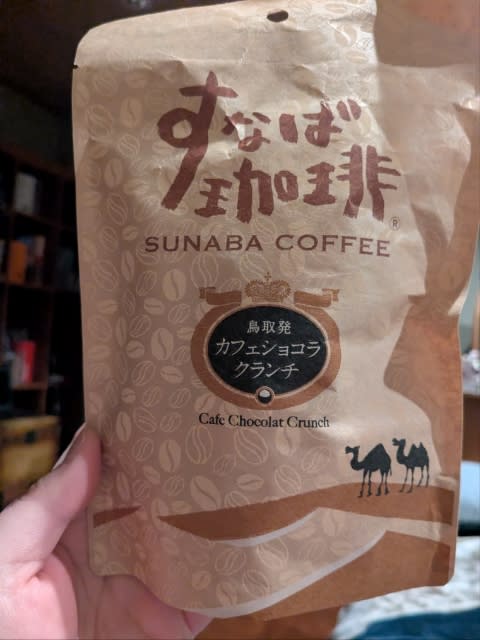 すなば
珈琲
®
SUNABA COFFEE
鳥取発
カフェショコラ
クランチ
Cafe Chocolat Crunch